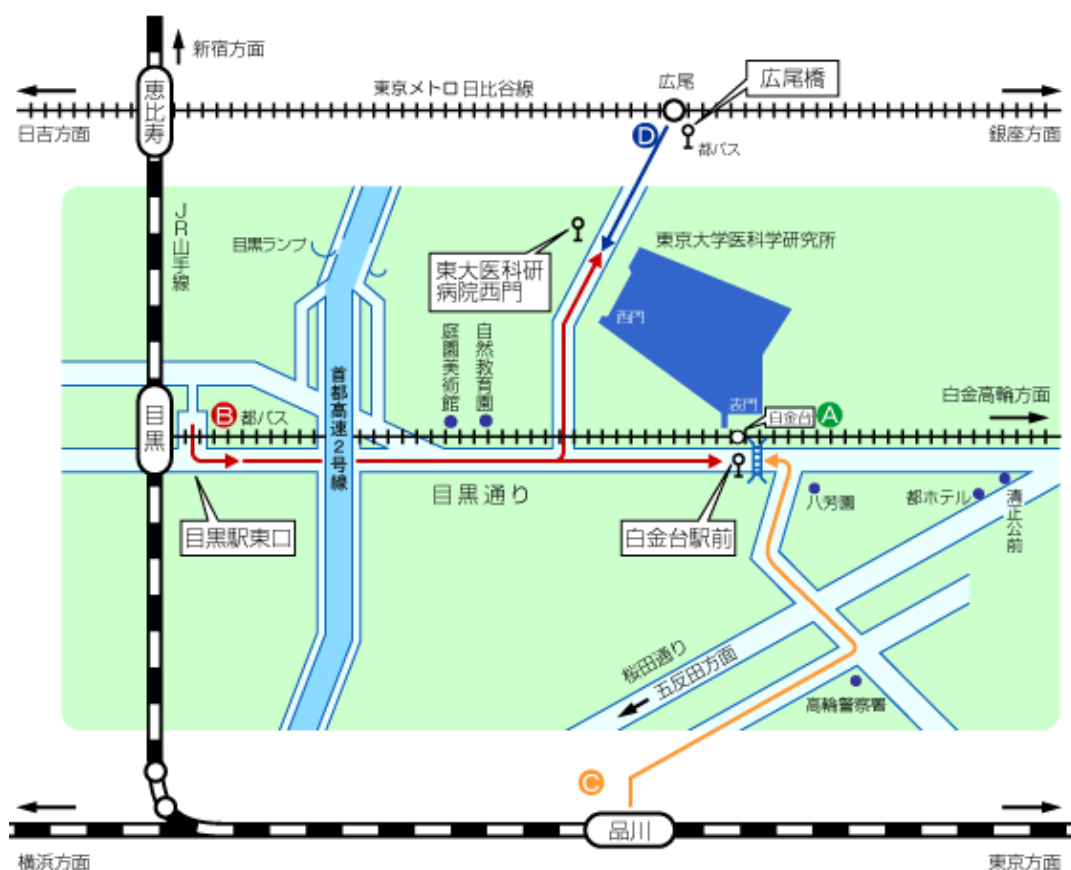 新宿方面
恵比寿
東京メトロ日比谷線
広尾
広尾橋
日吉方面
D
都バス
銀座方面
JR山手線
目黒ランプ
東大医科研
病院西門
東京大学医科学研究所
西門
庭園美術館
自然教育園
首都高速2号線
表門
白金台
A
白金高輪方面
目黒
B
都バス
目黒通り
目黒駅東口
白金台駅前
八芳園
都ホテル
清正公前
桜田通り
五反田方面
高輪警察署
C
品川
横浜方面
東京方面